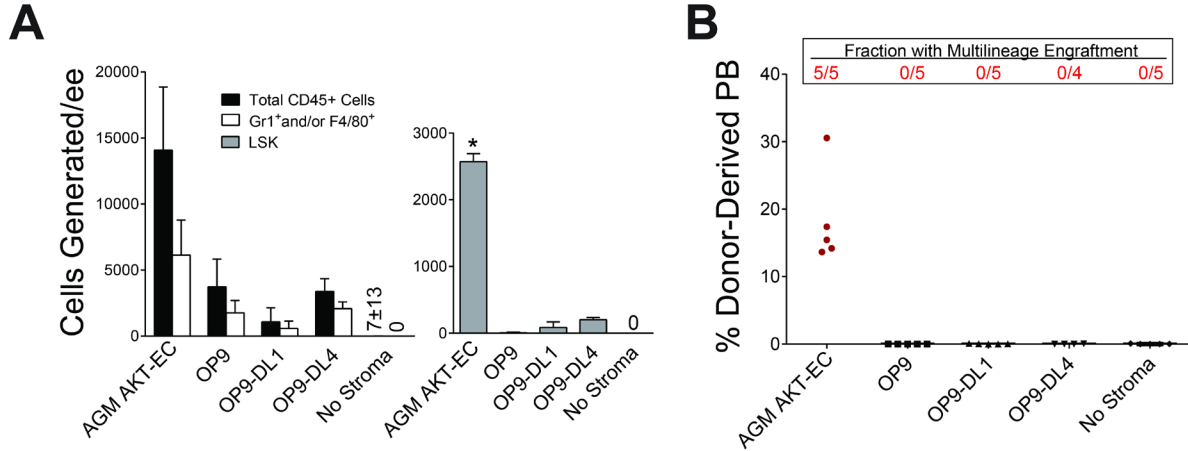 A
Cells Generated/ee
20000
15000
10000
5000
0
Total CD45+ Cells
Gr1⁺and/or F4/80⁺
LSK
7±13
0
AGM AKT-EC
OP9
OP9-DL1
OP9-DL4
No Stroma
3000
2000
1000
0
*
0
AGM AKT-EC
OP9
OP9-DL1
OP9-DL4
No Stroma
B
Fraction with Multilineage Engraftment
5/5 0/5 0/5 0/4 0/5
% Donor-Derived PB
40
30
20
10
0
AGM AKT-EC
OP9
OP9-DL1
OP9-DL4
No Stroma